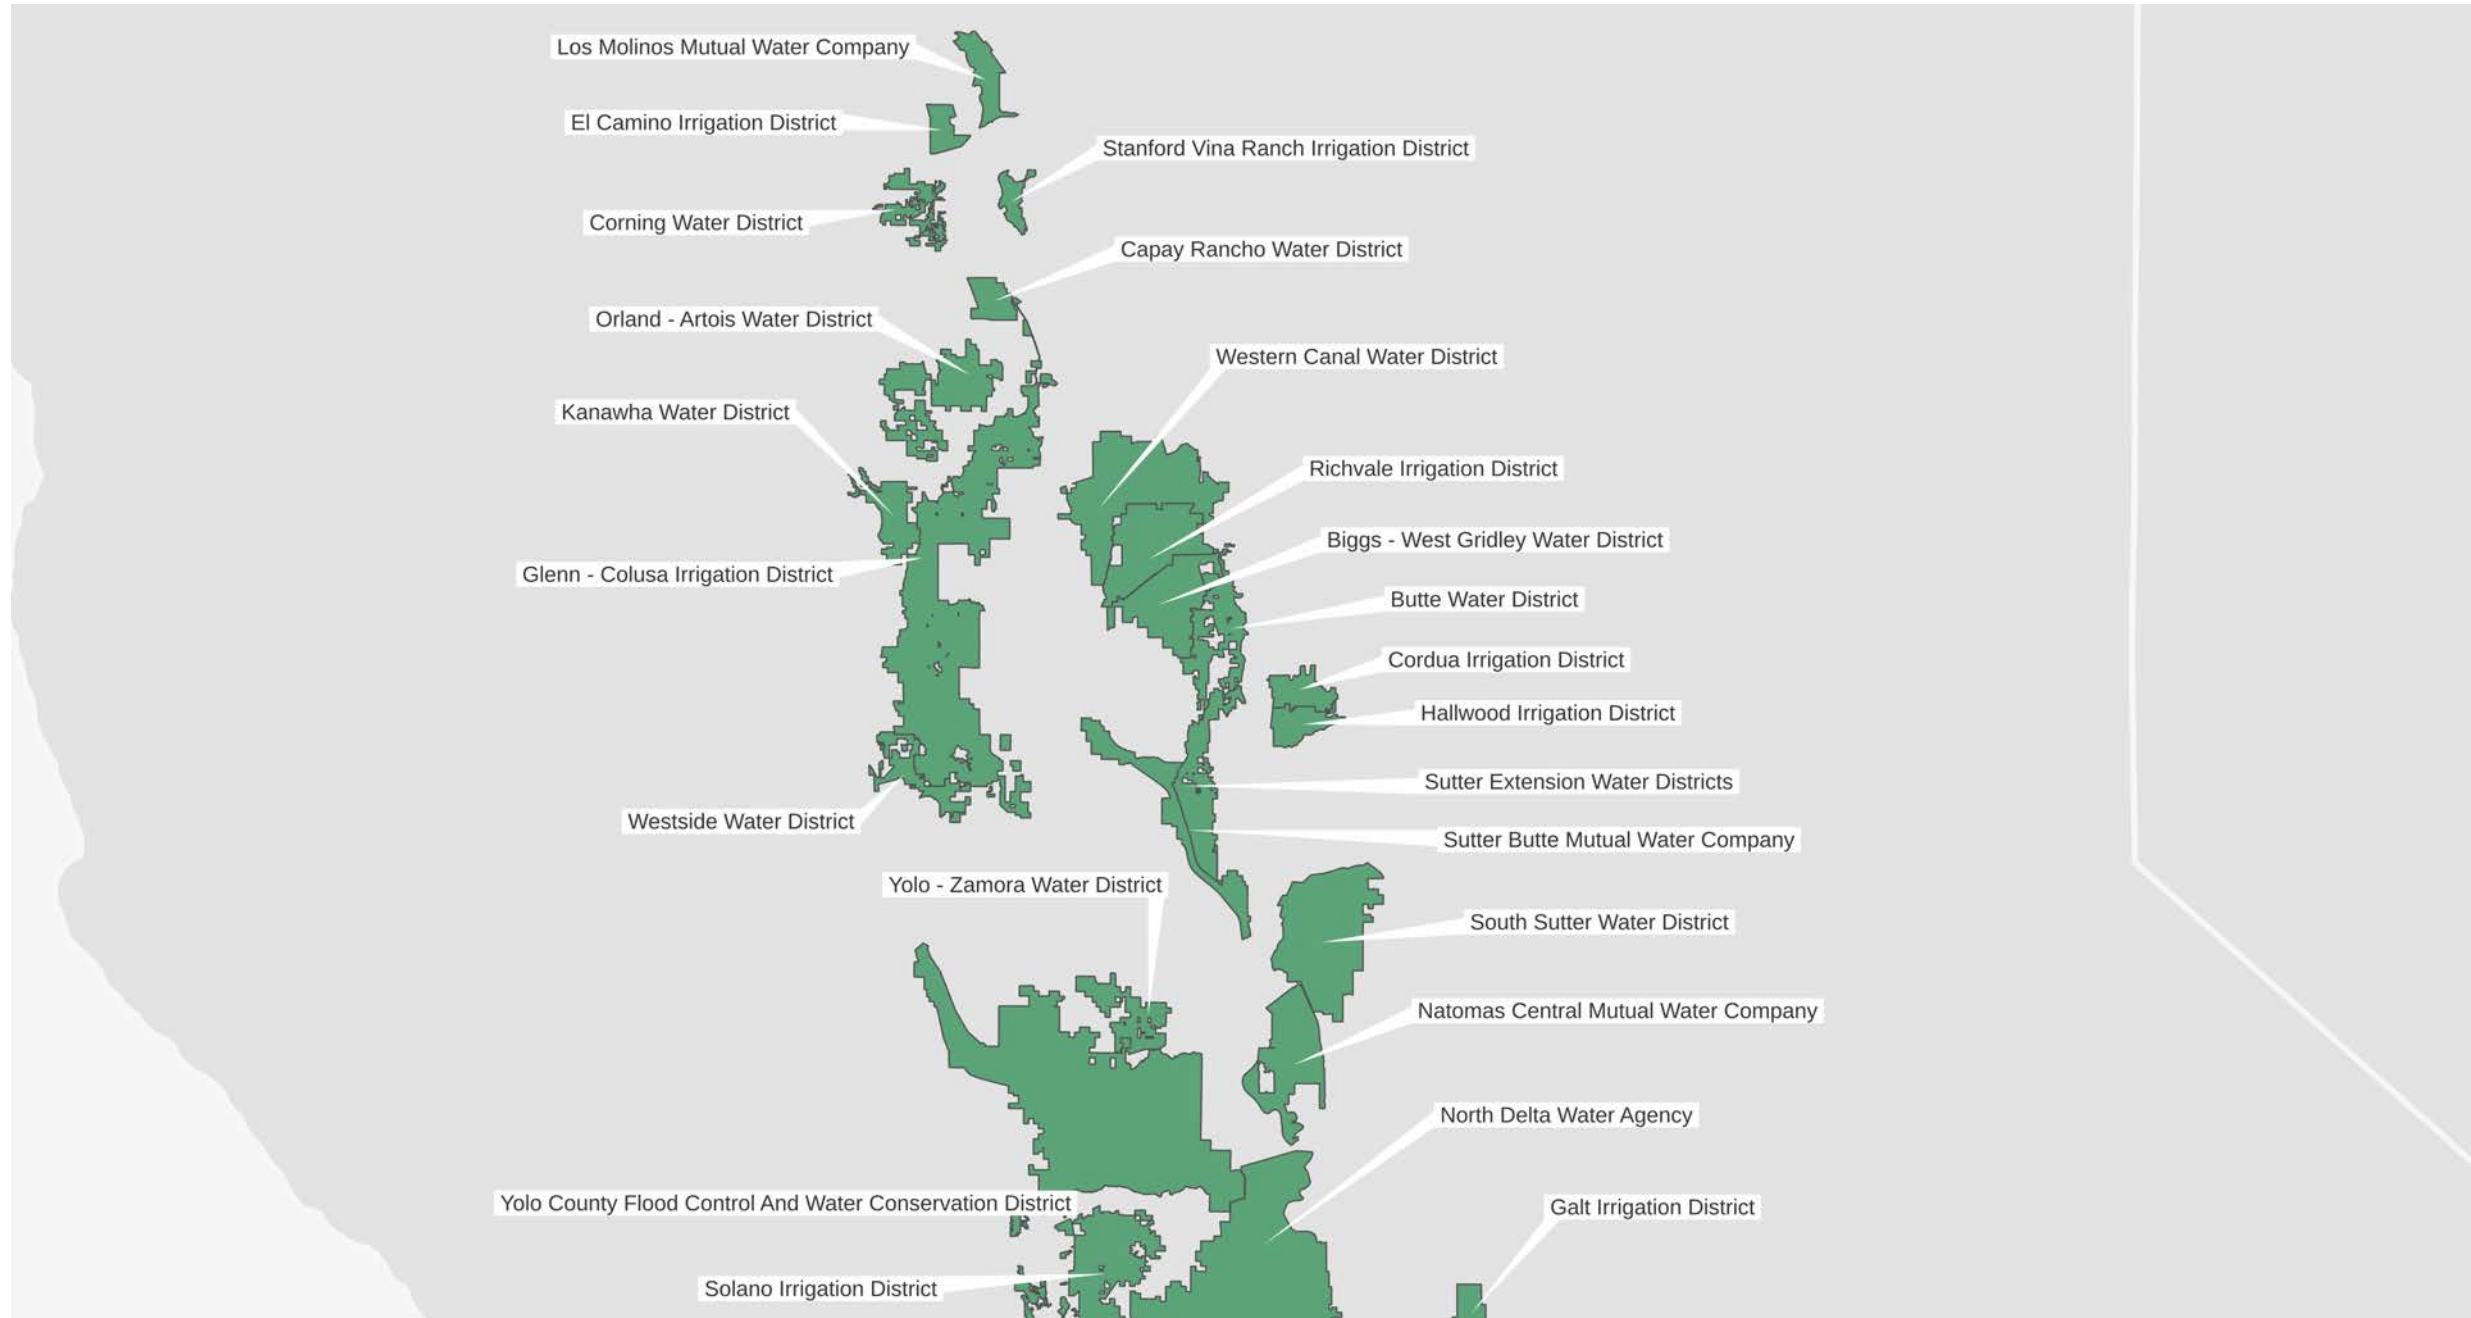 Los Molinos Mutual Water Company
El Camino Irrigation District
Stanford Vina Ranch Irrigation District
Corning Water District
Capay Rancho Water District
Orland - Artois Water District
Western Canal Water District
Kanawha Water District
Richvale Irrigation District
Biggs - West Gridley Water District
Glenn - Colusa Irrigation District
Butte Water District
Cordua Irrigation District
Hallwood Irrigation District
Sutter Extension Water Districts
Westside Water District
Sutter Butte Mutual Water Company
Yolo - Zamora Water District
South Sutter Water District
Natomas Central Mutual Water Company
North Delta Water Agency
Yolo County Flood Control And Water Conservation District
Galt Irrigation District
Solano Irrigation District